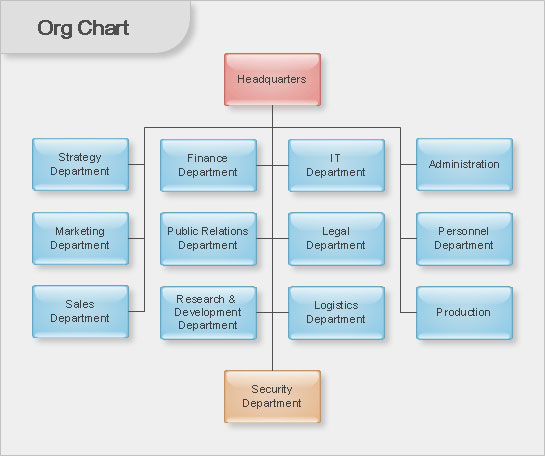 Org Chart
Headquarters
Strategy
Department
Finance
Department
IT
Department
Administration
Marketing
Department
Public Relations
Department
Legal
Department
Personnel
Department
Sales
Department
Research &
Development
Department
Logistics
Department
Production
Security
Department